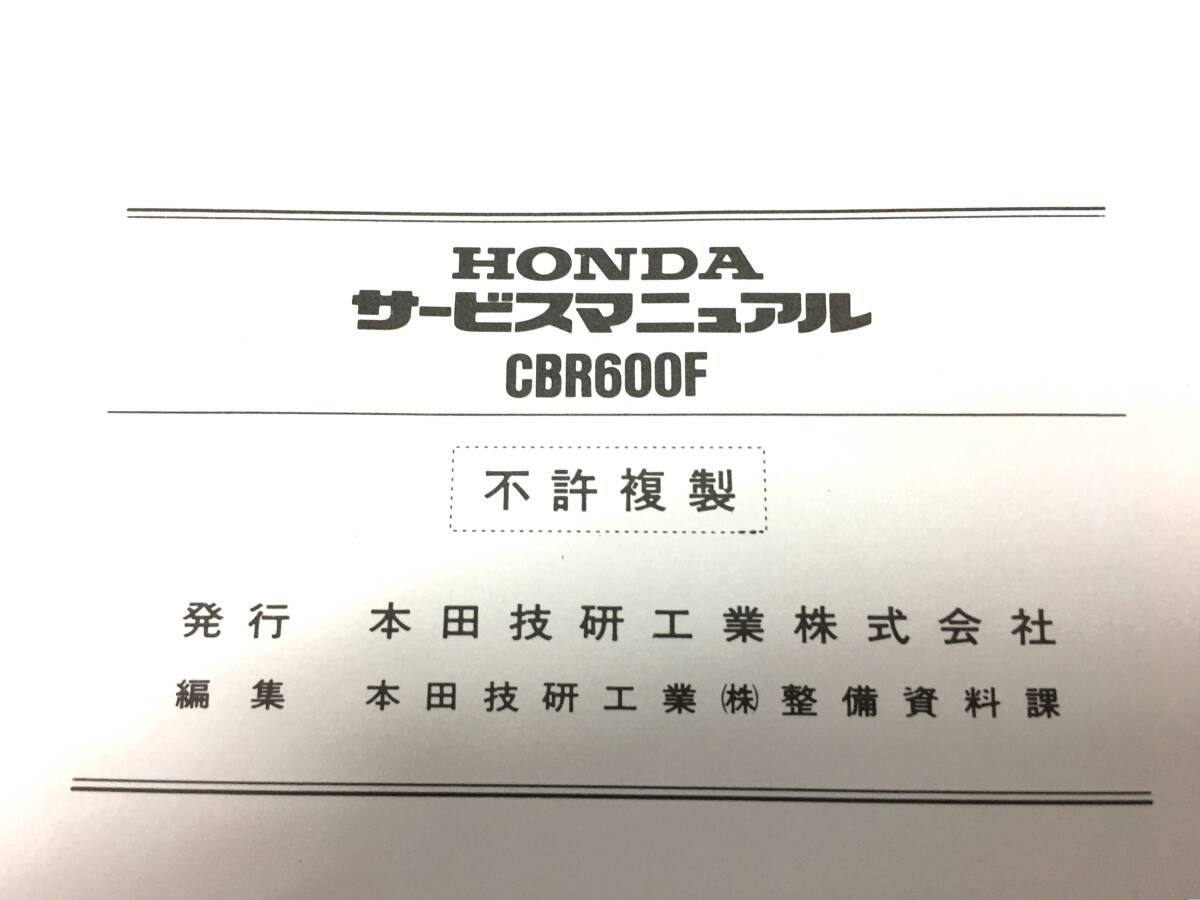 HONDA
サービスマニュアル
CBR600F
不許複製
発行 本田技研工業株式会社
編集 本田技研工業㈱整備資料課